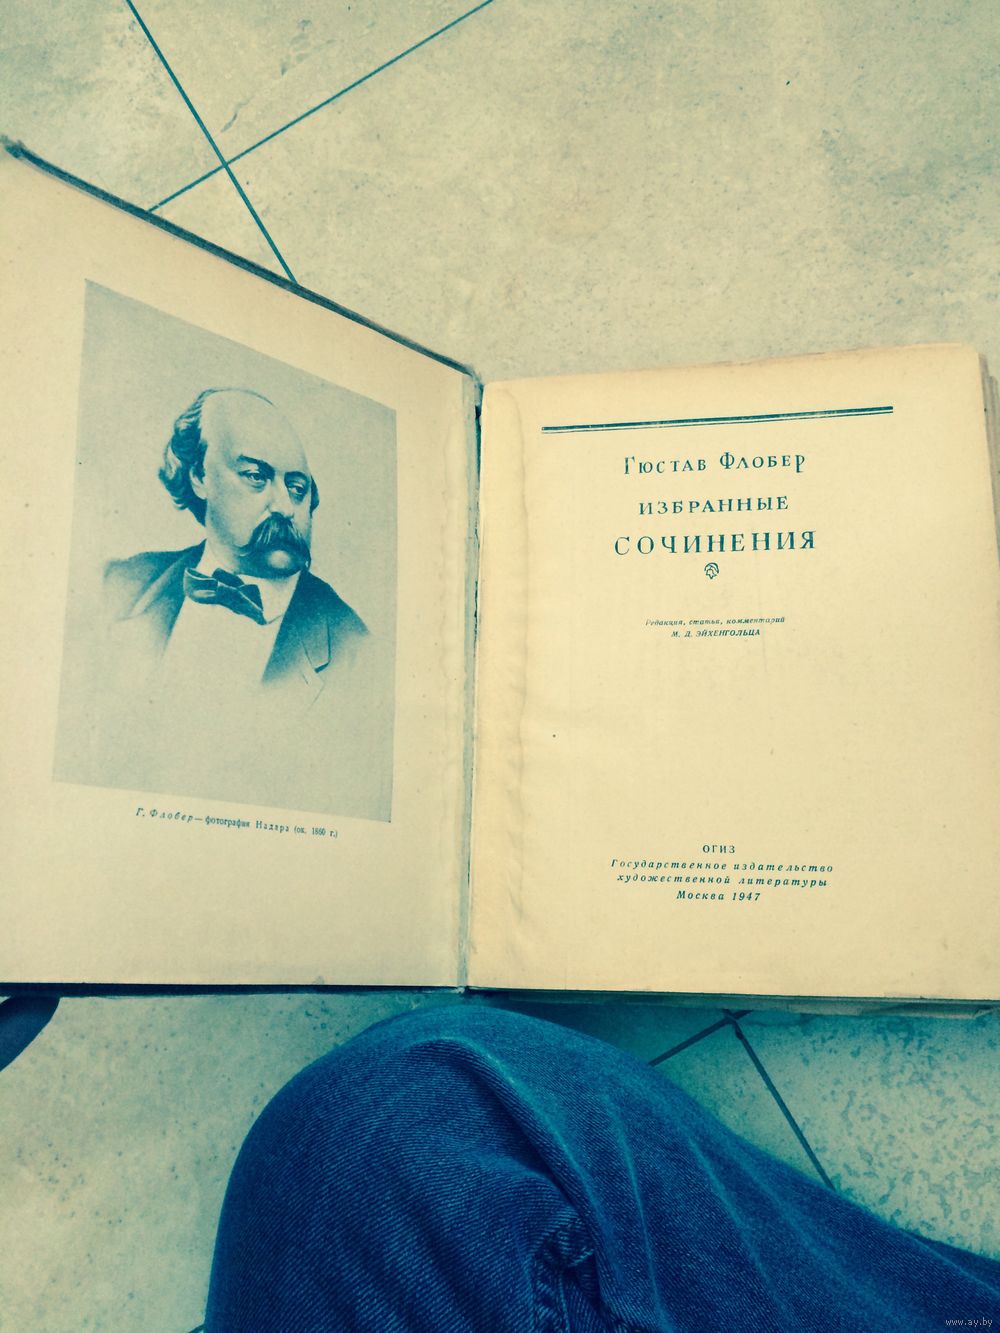 Г. Флобер — фотография Надара (ок. 1860 г.)
Гюстав Флобер
ИЗБРАННЫЕ
СОЧИНЕНИЯ
Редакция, статья, комментарий
М. Д. ЭЙХЕНГОЛЬЦА
ОГИЗ
Государственное издательство
художественной литературы
Москва 1947
www.ay.by